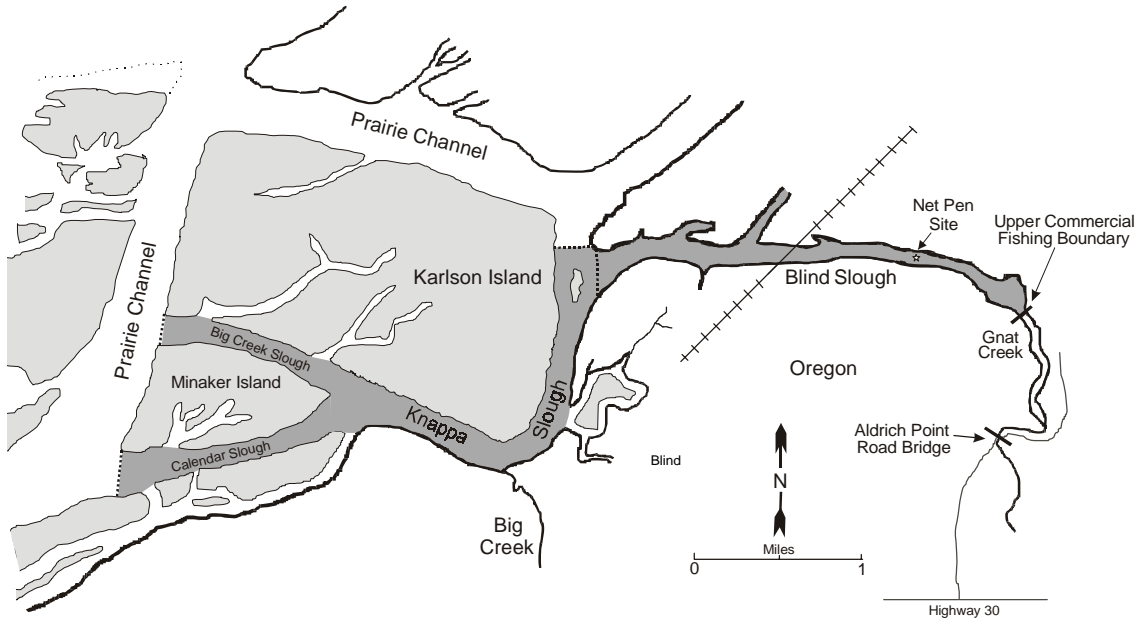 Prairie Channel
Net Pen
Site
Upper Commercial
Fishing Boundary
Prairie Channel
Karlson Island
Blind Slough
Big Creek Slough
Gnat
Creek
Oregon
Minaker Island
Knappa
Slough
Aldrich Point
Road Bridge
Calendar Slough
Blind
N
Big
Creek
Miles
0
1
Highway 30